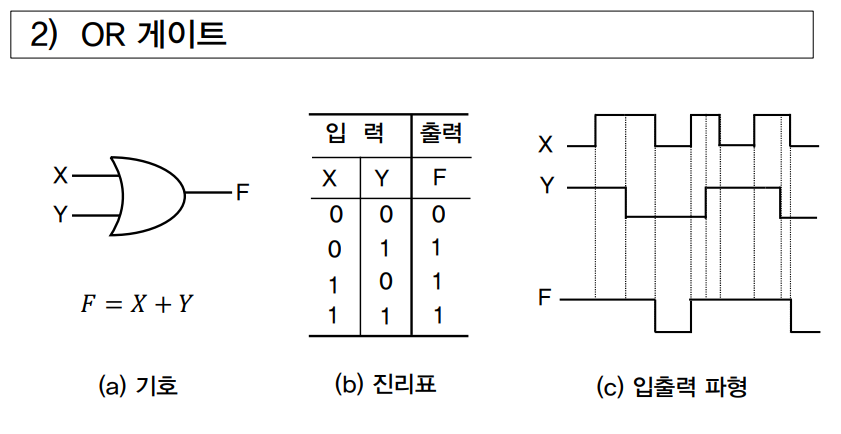 2) OR 게이트
X
Y
F
F = X + Y
(a) 기호
입 력 출력
X Y F
0 0 0
0 1 1
1 0 1
1 1 1
(b) 진리표
X
Y
F
(c) 입출력 파형